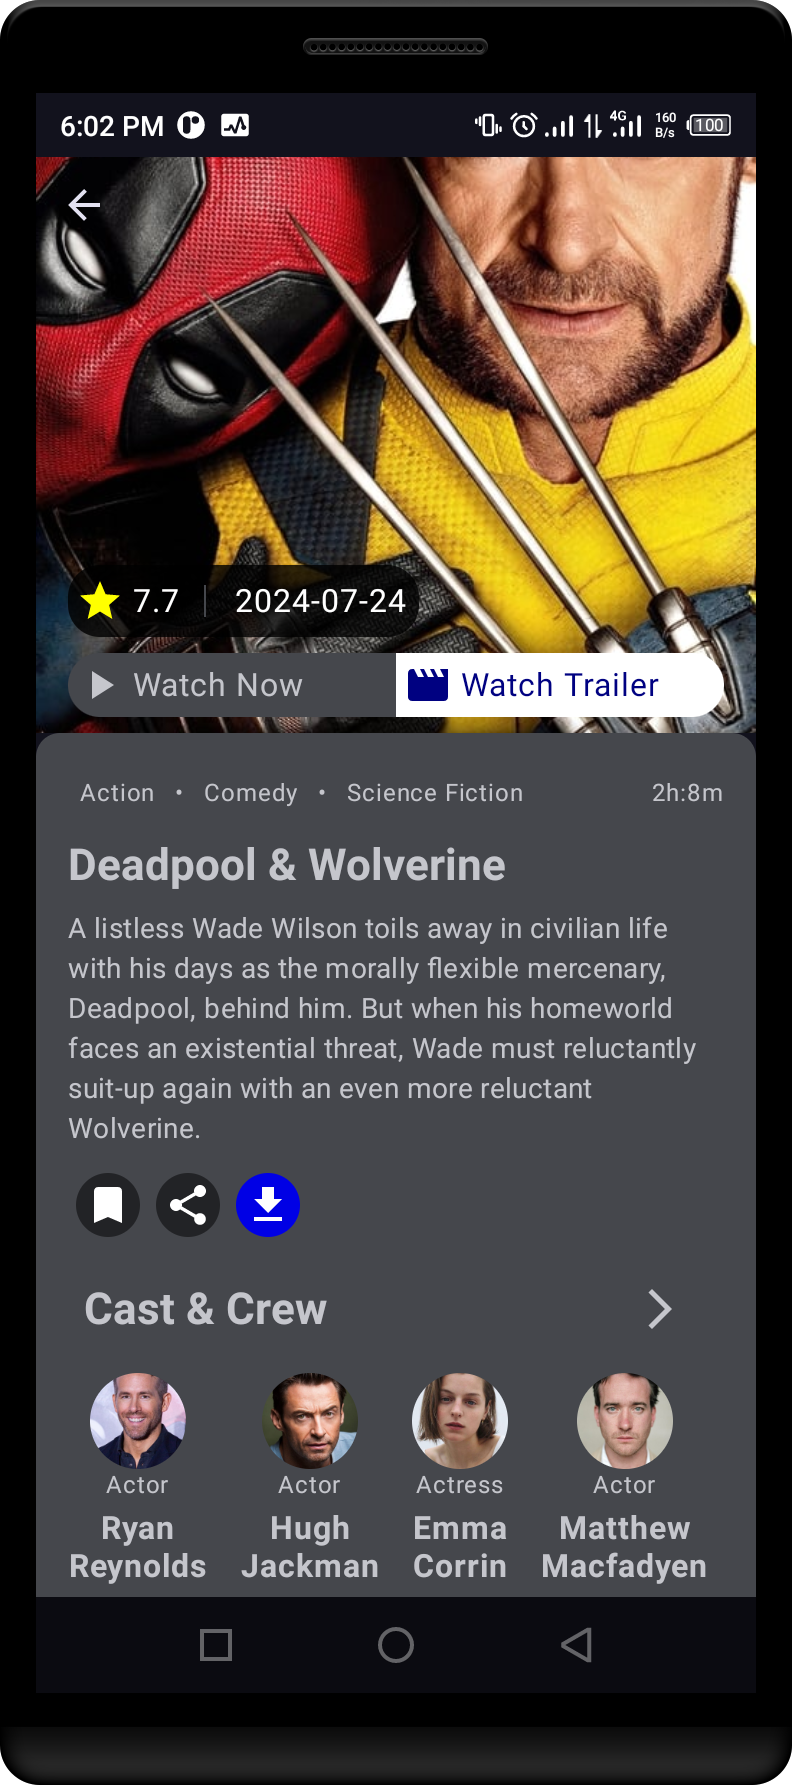 6:02 PM 4G 160 B/s 100
7.7 2024-07-24
Watch Now Watch Trailer
Action • Comedy • Science Fiction 2h:8m
Deadpool & Wolverine
A listless Wade Wilson toils away in civilian life
with his days as the morally flexible mercenary,
Deadpool, behind him. But when his homeworld
faces an existential threat, Wade must reluctantly
suit-up again with an even more reluctant
Wolverine.
Cast & Crew
Actor Actor Actress Actor
Ryan Hugh Emma Matthew
Reynolds Jackman Corrin Macfadyen